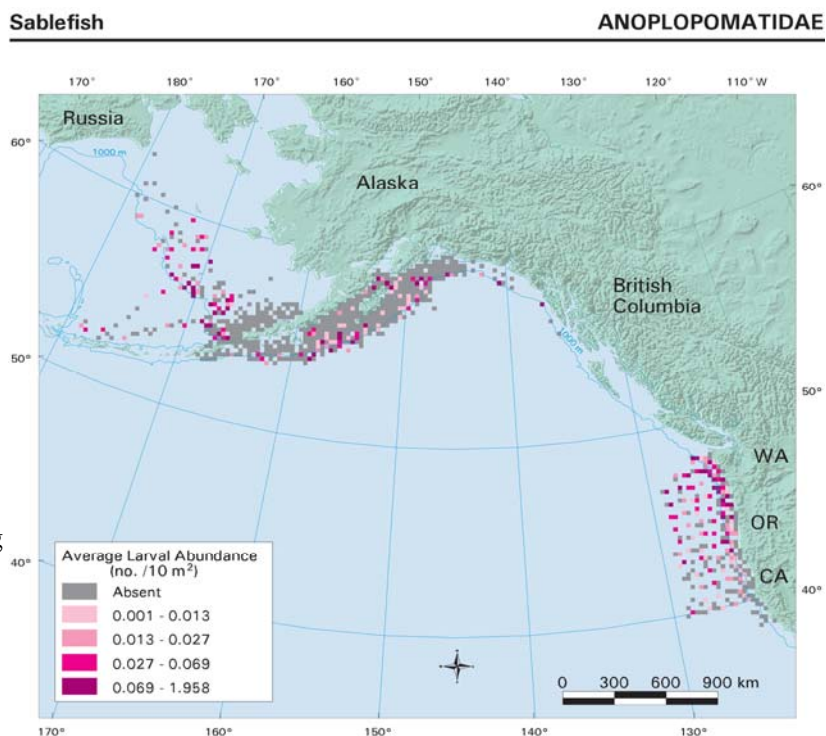 Sablefish ANOPLOPOMATIDAE
170° 180° 170° 160° 150° 140° 130° 120° 110° W
Russia
60°
1000 m
Alaska
60°
British
Columbia
1000 m
50°
50°
WA
OR
CA
40°
40°
Average Larval Abundance
(no. /10 m²)
Absent
0.001 - 0.013
0.013 - 0.027
0.027 - 0.069
0.069 - 1.958
0 300 600 900 km
170° 160° 150° 140° 130°